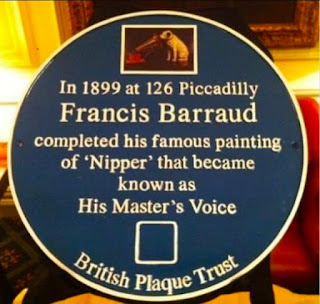 In 1899 at 126 Piccadilly
Francis Barraud
completed his famous painting
of 'Nipper' that became
known as
His Master's Voice
British Plaque Trust